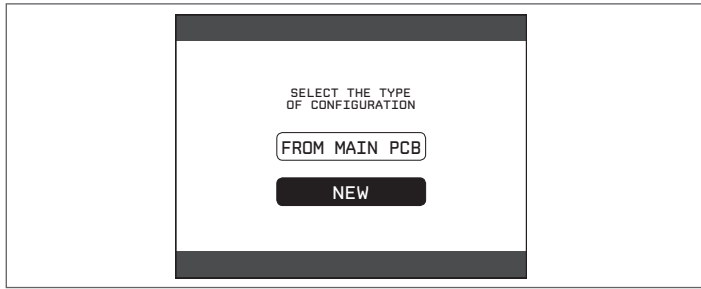 SELECT THE TYPE
OF CONFIGURATION
FROM MAIN PCB
NEW